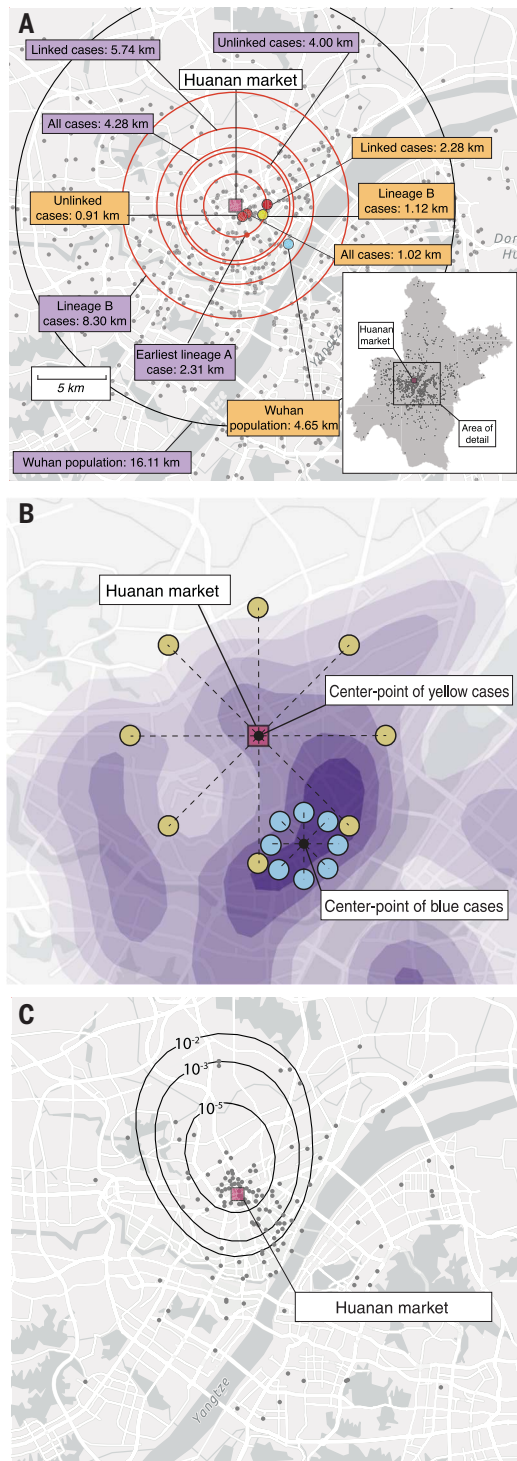 A
Linked cases: 5.74 km
Unlinked cases: 4.00 km
Huanan market
All cases: 4.28 km
Linked cases: 2.28 km
Unlinked
cases: 0.91 km
Lineage B
cases: 1.12 km
All cases: 1.02 km
Lineage B
cases: 8.30 km
Earliest lineage A
case: 2.31 km
Yangtze
5 km
Wuhan
population: 4.65 km
Wuhan population: 16.11 km
Huanan
market
Area of
detail
B
Huanan market
Center-point of yellow cases
Center-point of blue cases
C
10-2
10-3
10-5
Huanan market
Yangtze